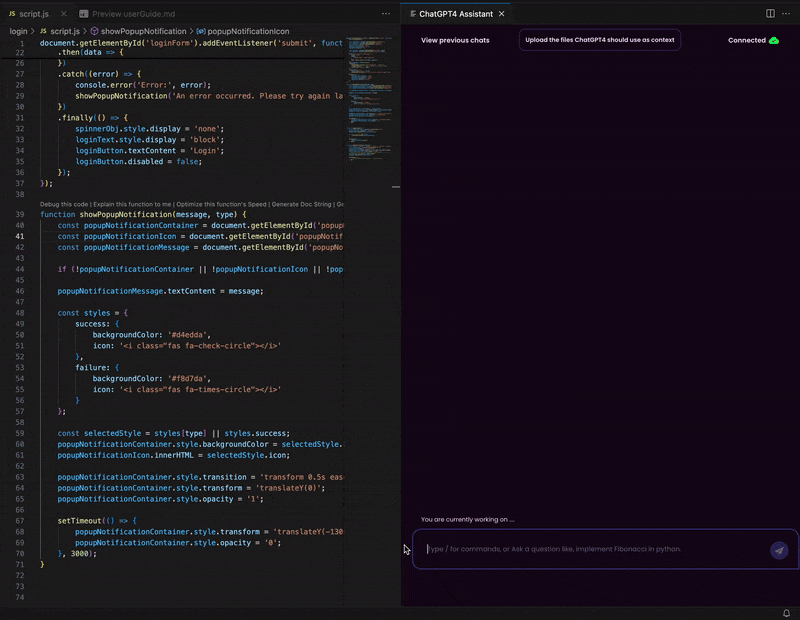 JS script.js ×
Preview userGuide.md
···
login > JS script.js > showPopupNotification > popupNotificationIcon
1 document.getElementById('loginForm').addEventListener('submit', funct
22 .then(data => {
26 })
27 .catch((error) => {
28 console.error('Error:', error);
29 showPopupNotification('An error occurred. Please try again la
30 })
31 .finally(() => {
32 spinnerObj.style.display = 'none';
33 loginText.style.display = 'block';
34 loginButton.textContent = 'Login';
35 loginButton.disabled = false;
36 });
37 });
38
Debug this code | Explain this function to me | Optimize this function's Speed | Generate Doc String | Ge
39 function showPopupNotification(message, type) {
40 const popupNotificationContainer = document.getElementById('popup
41 const popupNotificationIcon = document.getElementById('popupNotif
42 const popupNotificationMessage = document.getElementById('popupNo
43
44 if (!popupNotificationContainer || !popupNotificationIcon || !pop
45
46 popupNotificationMessage.textContent = message;
47
48 const styles = {
49 success: {
50 backgroundColor: '#d4edda',
51 icon: '<i class="fas fa-check-circle"></i>'
52 },
53 failure: {
54 backgroundColor: '#f8d7da',
55 icon: '<i class="fas fa-times-circle"></i>'
56 }
57 };
58
59 const selectedStyle = styles[type] || styles.success;
60 popupNotificationContainer.style.backgroundColor = selectedStyle.
61 popupNotificationIcon.innerHTML = selectedStyle.icon;
62
63 popupNotificationContainer.style.transition = 'transform 0.5s eas
64 popupNotificationContainer.style.transform = 'translateY(0)';
65 popupNotificationContainer.style.opacity = '1';
66
67 setTimeout(() => {
68 popupNotificationContainer.style.transform = 'translateY(-130
69 popupNotificationContainer.style.opacity = '0';
70 }, 3000);
71 }
72
73
74
ChatGPT4 Assistant ×
···
View previous chats
Upload the files ChatGPT4 should use as context
Connected
You are currently working on ...
Type / for commands, or Ask a question like, Implement Fibonacci in python.